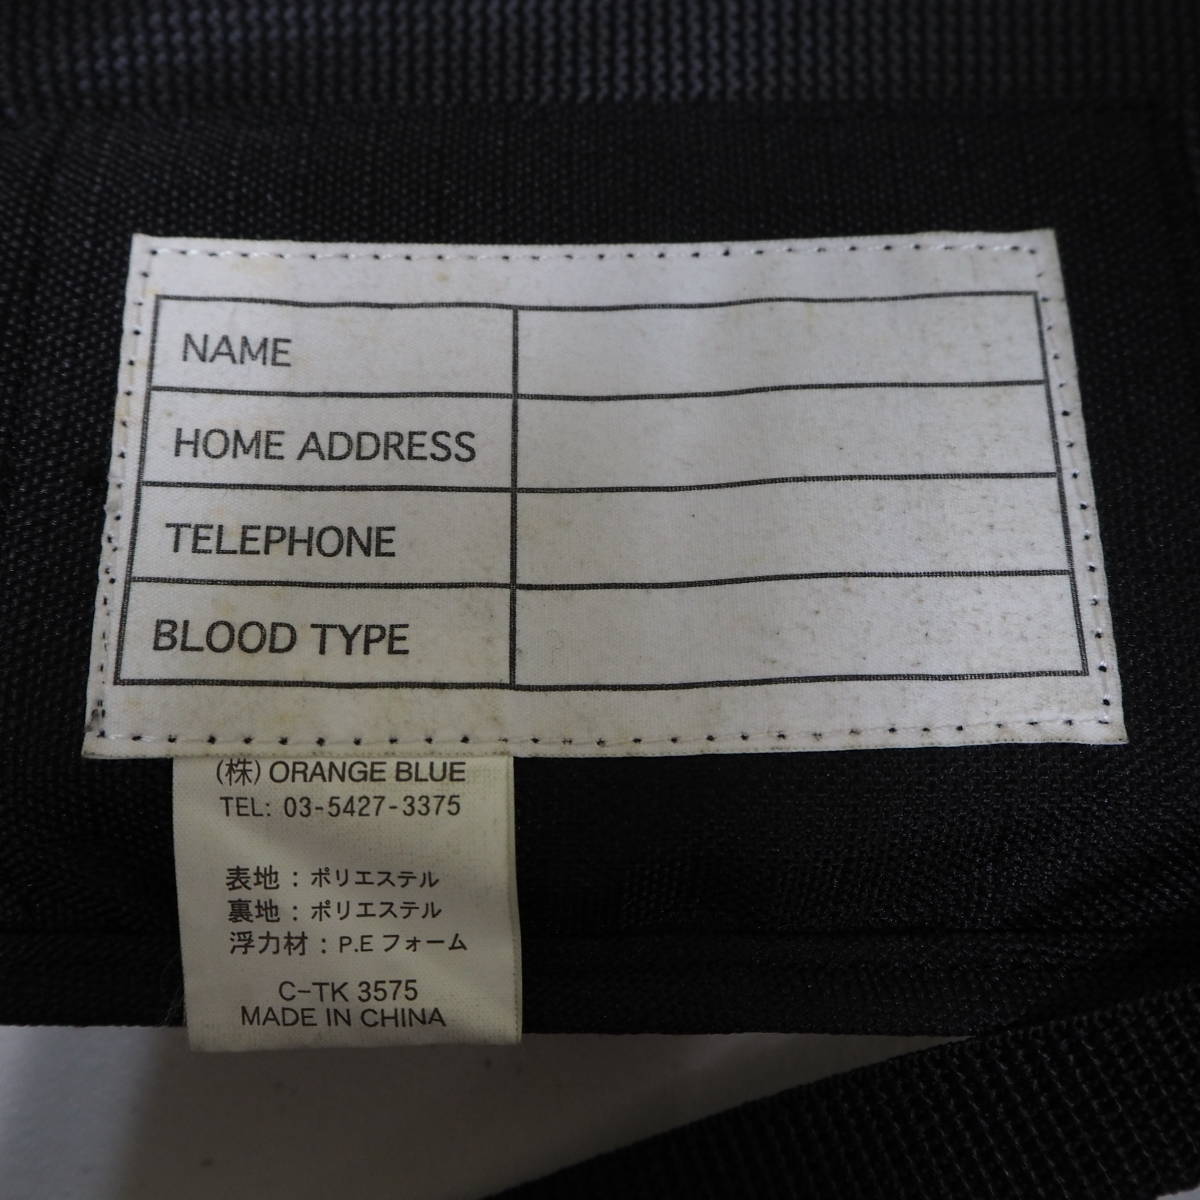 NAME
HOME ADDRESS
TELEPHONE
BLOOD TYPE
(株) ORANGE BLUE
TEL: 03-5427-3375
表地 : ポリエステル
裏地 : ポリエステル
浮力材 : P.E フォーム
C-TK 3575
MADE IN CHINA